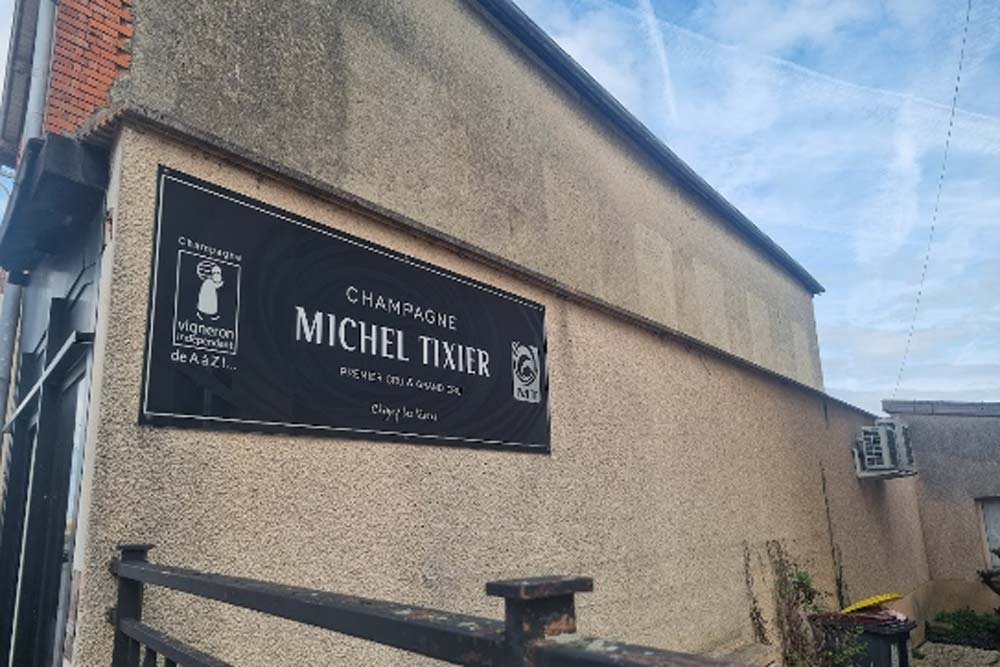 Champagne
vigneron
indépendant
de A à Z !...
CHAMPAGNE
MICHEL TIXIER
PREMIER CRU & GRAND CRU
Chigny les Roses
MT